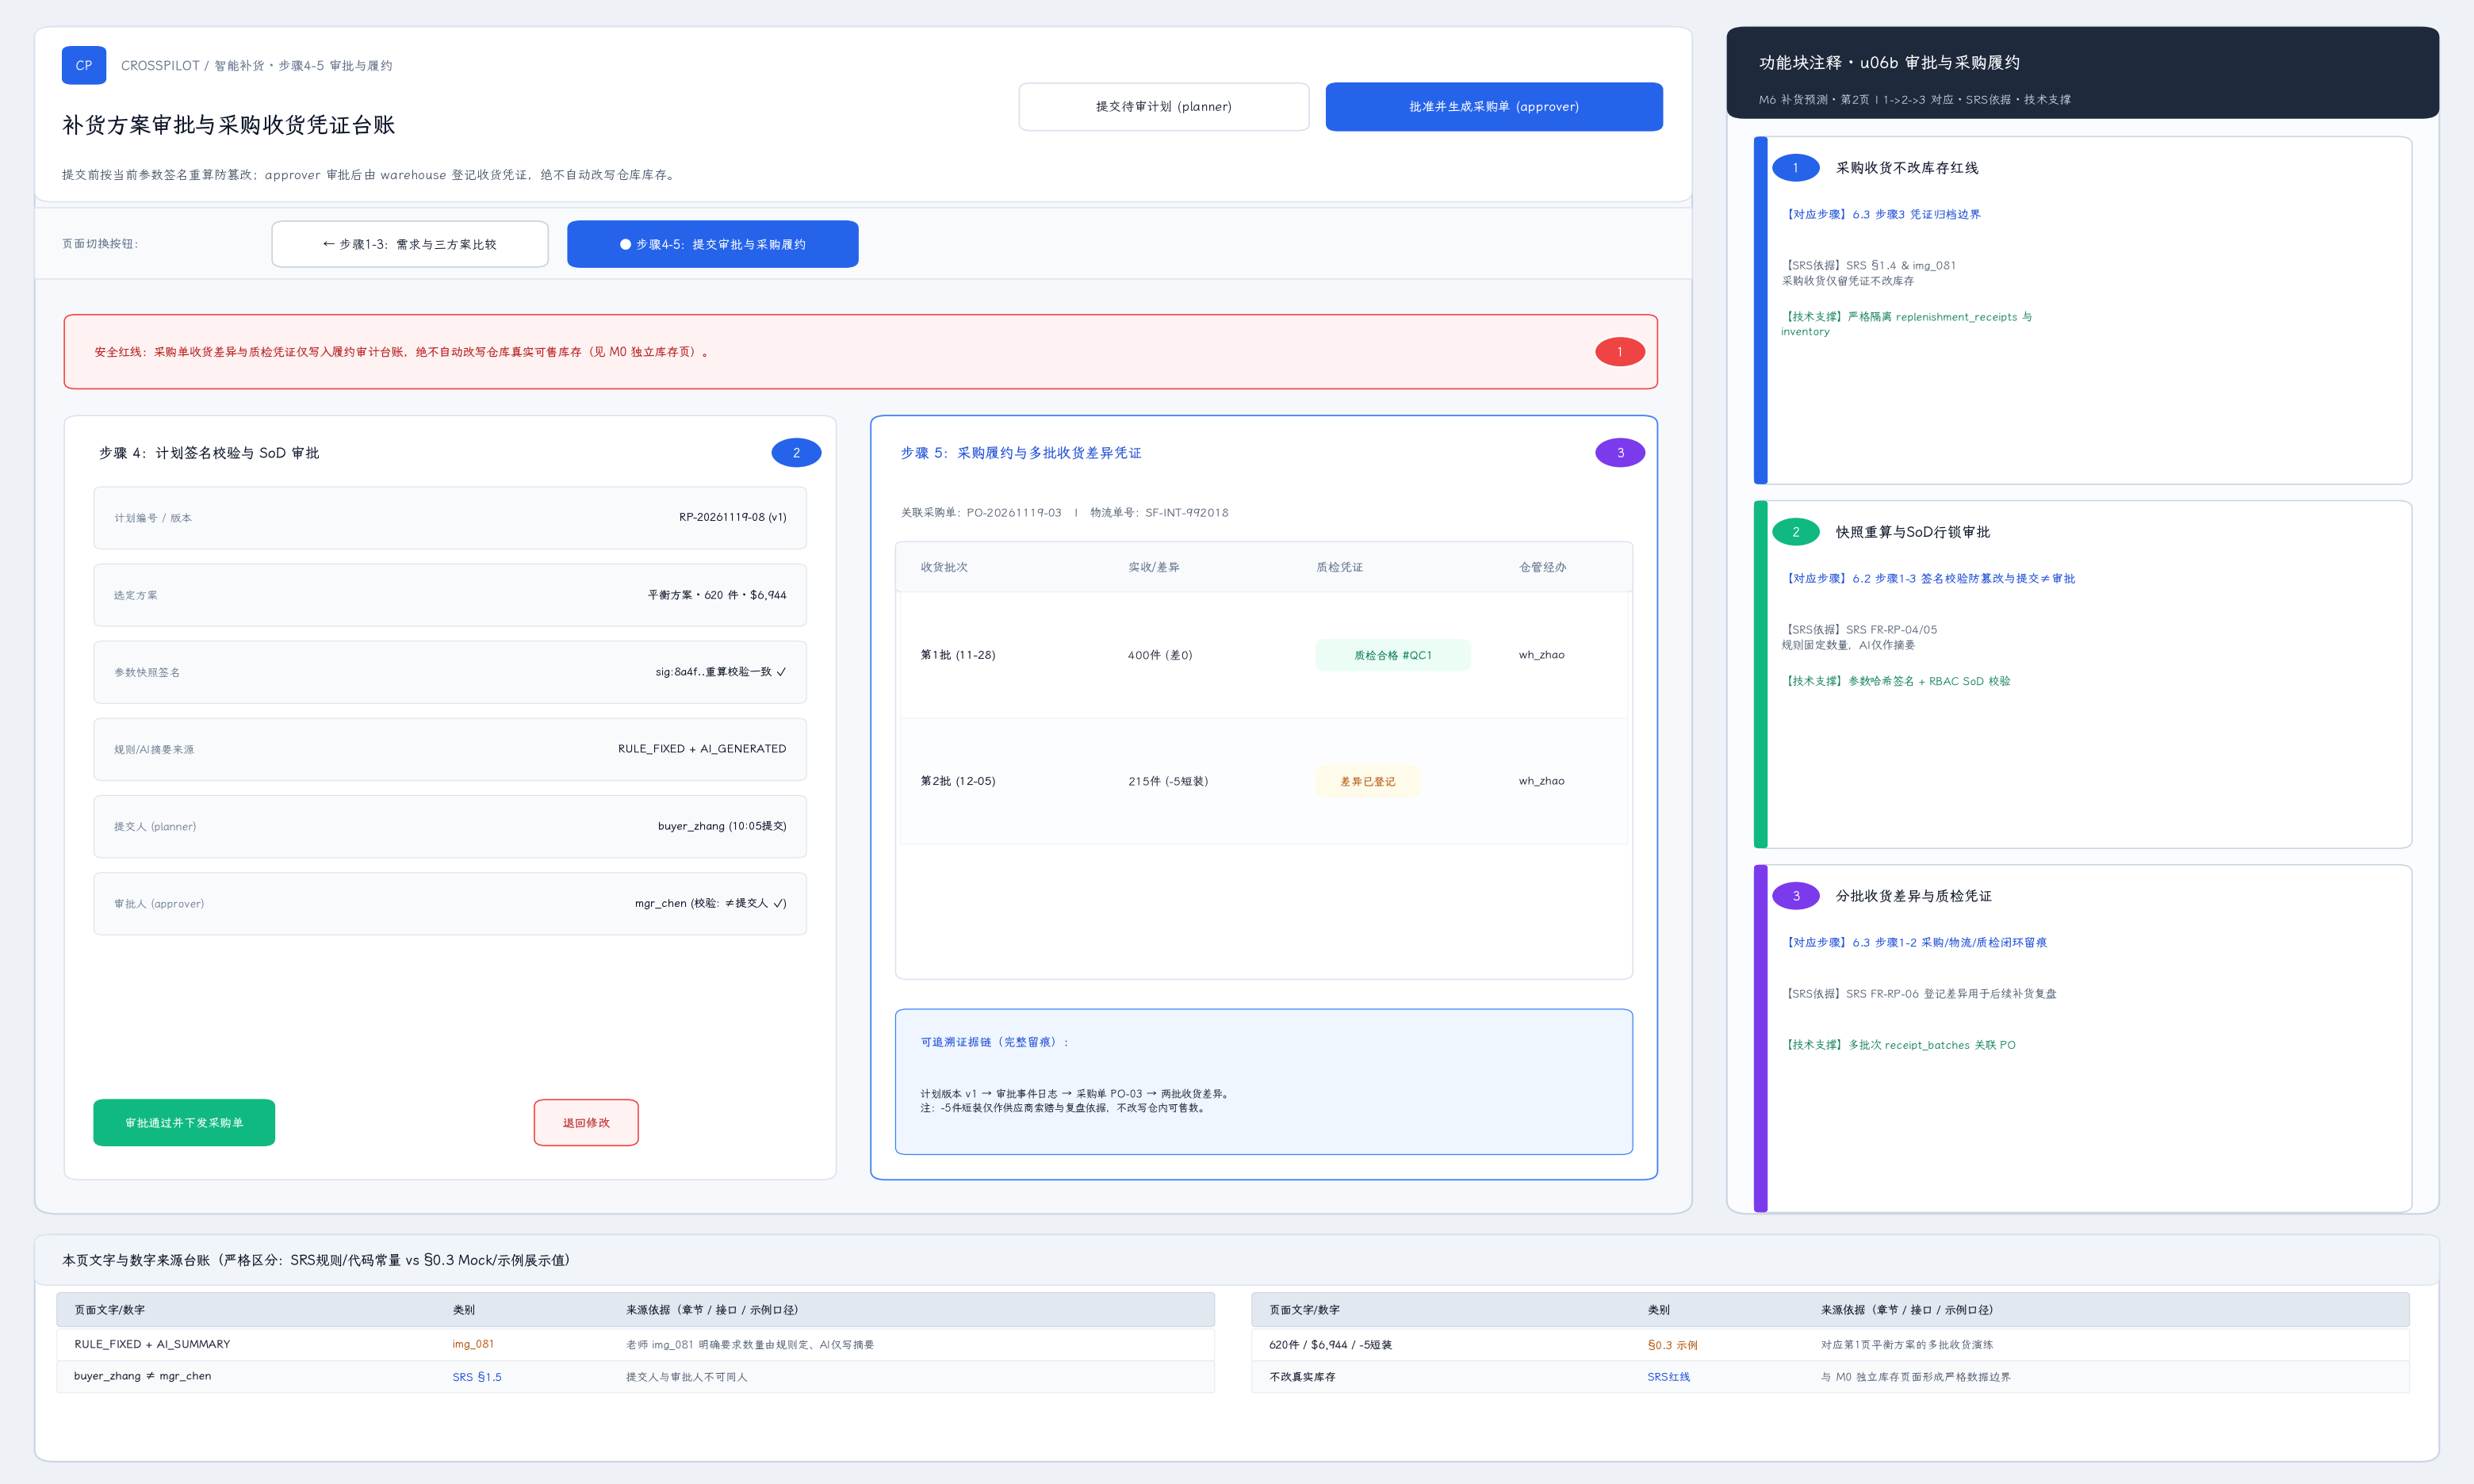 CP
CROSSPILOT / 智能补货 · 步骤4-5 审批与履约
补货方案审批与采购收货凭证台账
提交前按当前参数签名重算防篡改；approver 审批后由 warehouse 登记收货凭证，绝不自动改写仓库库存。
提交待审计划 (planner)
批准并生成采购单 (approver)
页面切换按钮：
← 步骤1-3：需求与三方案比较
● 步骤4-5：提交审批与采购履约
安全红线：采购单收货差异与质检凭证仅写入履约审计台账，绝不自动改写仓库真实可售库存（见 M0 独立库存页）。
1
步骤 4：计划签名校验与 SoD 审批
2
计划编号 / 版本
RP-20261119-08 (v1)
选定方案
平衡方案 · 620 件 · $6,944
参数快照签名
sig:8a4f..重算校验一致 ✓
规则/AI摘要来源
RULE_FIXED + AI_GENERATED
提交人 (planner)
buyer_zhang (10:05提交)
审批人 (approver)
mgr_chen (校验: ≠提交人 ✓)
审批通过并下发采购单
退回修改
步骤 5：采购履约与多批收货差异凭证
3
关联采购单：PO-20261119-03 | 物流单号：SF-INT-992018
收货批次 实收/差异 质检凭证 仓管经办
第1批 (11-28) 400件 (差0) 质检合格 #QC1 wh_zhao
第2批 (12-05) 215件 (-5短装) 差异已登记 wh_zhao
可追溯证据链（完整留痕）：
计划版本 v1 → 审批事件日志 → 采购单 PO-03 → 两批收货差异。
注：-5件短装仅作供应商索赔与复盘依据，不改写仓内可售数。
功能块注释 · u06b 审批与采购履约
M6 补货预测 · 第2页 | 1->2->3 对应 · SRS依据 · 技术支撑
1
采购收货不改库存红线
【对应步骤】6.3 步骤3 凭证归档边界
【SRS依据】SRS §1.4 & img_081
采购收货仅留凭证不改库存
【技术支撑】严格隔离 replenishment_receipts 与
inventory
2
快照重算与SoD行锁审批
【对应步骤】6.2 步骤1-3 签名校验防篡改与提交≠审批
【SRS依据】SRS FR-RP-04/05
规则固定数量，AI仅作摘要
【技术支撑】参数哈希签名 + RBAC SoD 校验
3
分批收货差异与质检凭证
【对应步骤】6.3 步骤1-2 采购/物流/质检闭环留痕
【SRS依据】SRS FR-RP-06 登记差异用于后续补货复盘
【技术支撑】多批次 receipt_batches 关联 PO
本页文字与数字来源台账（严格区分：SRS规则/代码常量 vs §0.3 Mock/示例展示值）
页面文字/数字 类别 来源依据（章节 / 接口 / 示例口径）
RULE_FIXED + AI_SUMMARY img_081 老师 img_081 明确要求数量由规则定、AI仅写摘要
buyer_zhang ≠ mgr_chen SRS §1.5 提交人与审批人不可同人
页面文字/数字 类别 来源依据（章节 / 接口 / 示例口径）
620件 / $6,944 / -5短装 §0.3 示例 对应第1页平衡方案的多批收货演练
不改真实库存 SRS红线 与 M0 独立库存页面形成严格数据边界